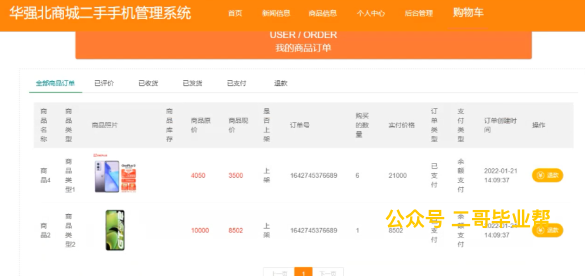 华强北商城二手手机管理系统 首页 新闻信息 商品信息 个人中心 后台管理 购物车
USER / ORDER
我的商品订单
全部商品订单 已评价 已收货 已发货 已支付 退款
商品名称 商品类型 商品照片 商品库存 商品原价 商品现价 是否上架 订单号 购买的数量 实付价格 订单类型 支付类型 订单创建时间 操作
商品4 商品类型1 4050 3500 上架 1642745376689 6 21000 已支付 余额支付 2022-01-21 14:09:37 退款
商品2 商品类型2 10000 8502 上架 1642745376689 1 8502 已支付 余额支付 2022-01-21 14:09:37 退款
公众号 二哥毕业帮
上一页 1 下一页